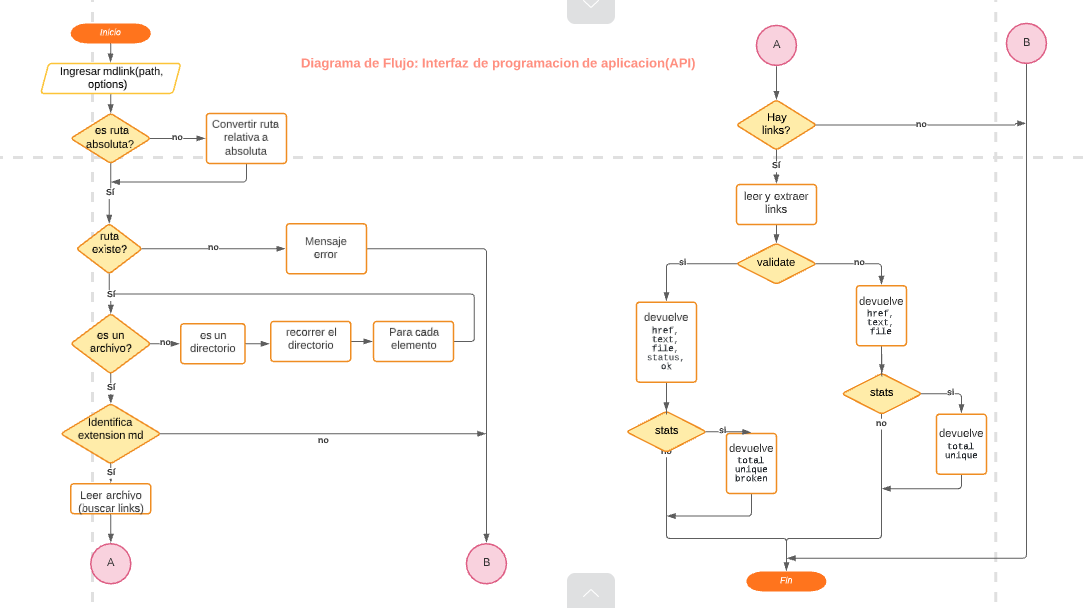 Inicio
Diagrama de Flujo: Interfaz de programacion de aplicacion(API)
Ingresar mdlink(path,
options)
es ruta
absoluta?
no
Convertir ruta
relativa a
absoluta
Sí
ruta
existe?
no
Mensaje
error
Sí
es un
archivo?
no
es un
directorio
recorrer el
directorio
Para cada
elemento
Sí
Identifica
extension md
no
Sí
Leer archivo
(buscar links)
A
B
A
B
Hay
links?
no
Sí
leer y extraer
links
validate
si
no
devuelve
href,
text,
file,
status,
ok
devuelve
href,
text,
file
stats
si
no
devuelve
total
unique
broken
stats
si
no
devuelve
total
unique
Fin